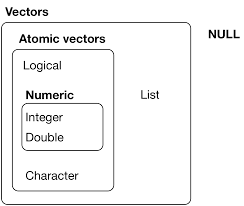 Vectors
NULL
Atomic vectors
Logical
Numeric
List
Integer
Double
Character